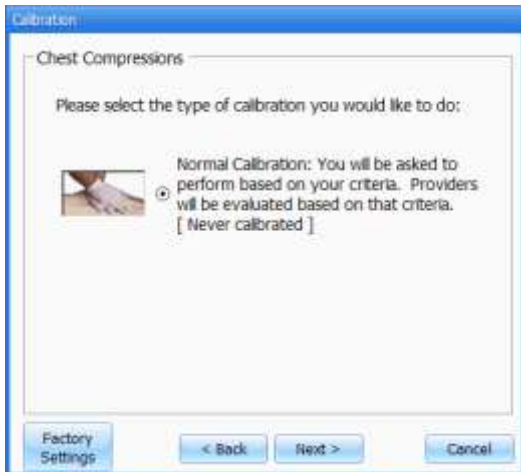 Calibration
Chest Compressions
Please select the type of calibration you would like to do:
Normal Calibration: You will be asked to
perform based on your criteria. Providers
will be evaluated based on that criteria.
[ Never calibrated ]
Factory
Settings
< Back
Next >
Cancel